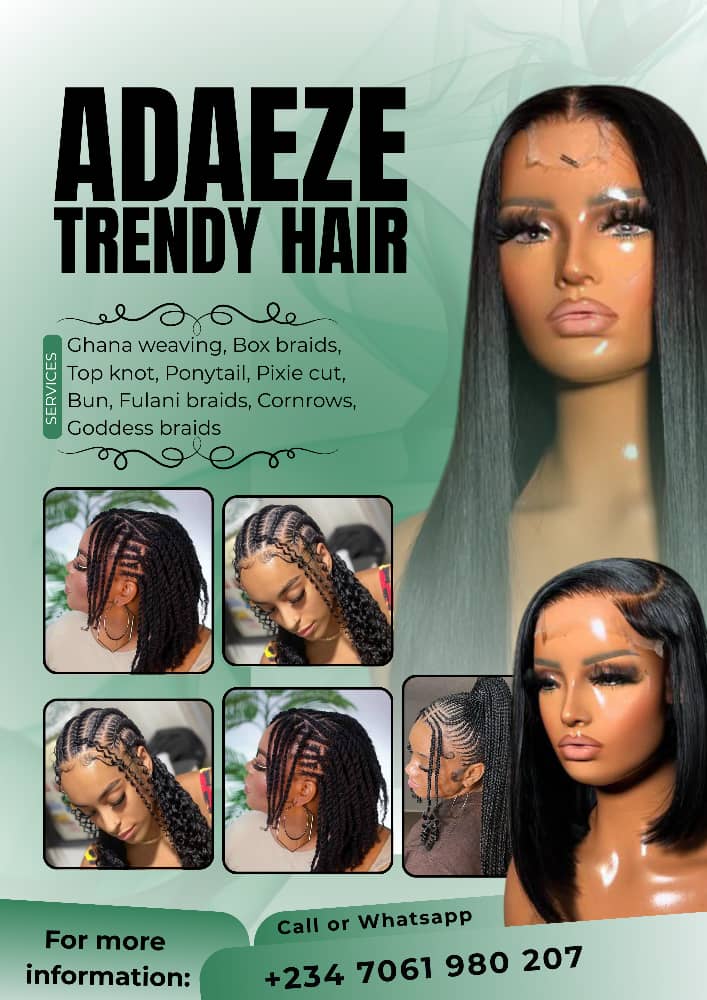 ADAEZE
TRENDY HAIR
SERVICES
Ghana weaving, Box braids,
Top knot, Ponytail, Pixie cut,
Bun, Fulani braids, Cornrows,
Goddess braids
For more
information:
Call or Whatsapp
+234 7061 980 207